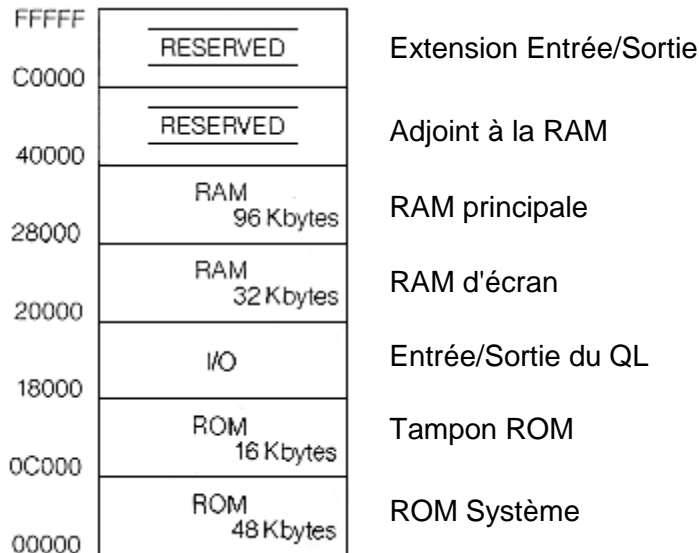 FFFFF
RESERVED Extension Entrée/Sortie
C0000
RESERVED Adjoint à la RAM
40000
RAM
96 Kbytes RAM principale
28000
RAM
32 Kbytes RAM d'écran
20000
I/O Entrée/Sortie du QL
18000
ROM
16 Kbytes Tampon ROM
0C000
ROM
48 Kbytes ROM Système
00000